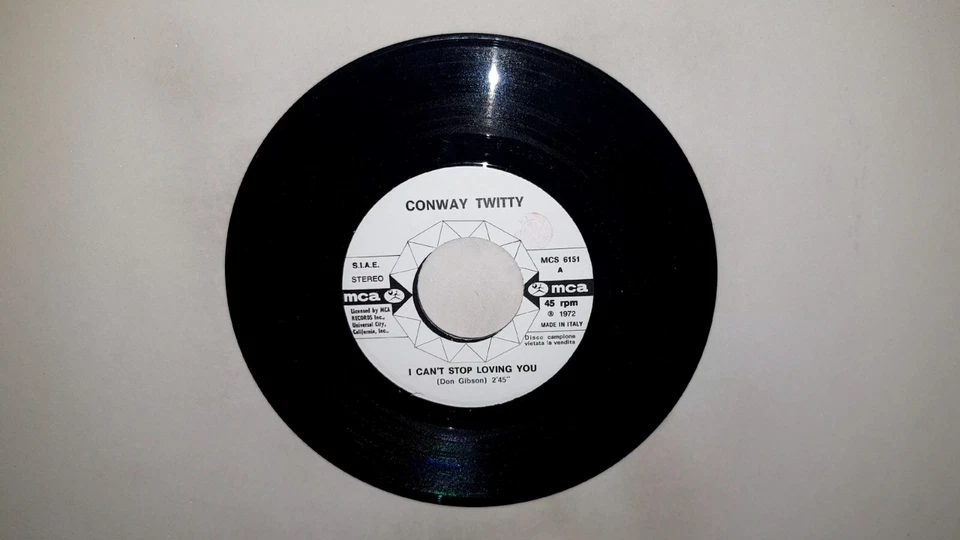 CONWAY TWITTY
S.I.A.E.
STEREO
mca
Licensed by MCA
RECORDS Inc.,
Universal City,
California, Inc..
MCS 6151
A
mca
45 rpm
℗ 1972
MADE IN ITALY
Disco campione
vietata la vendita
I CAN'T STOP LOVING YOU
(Don Gibson) 2'45"